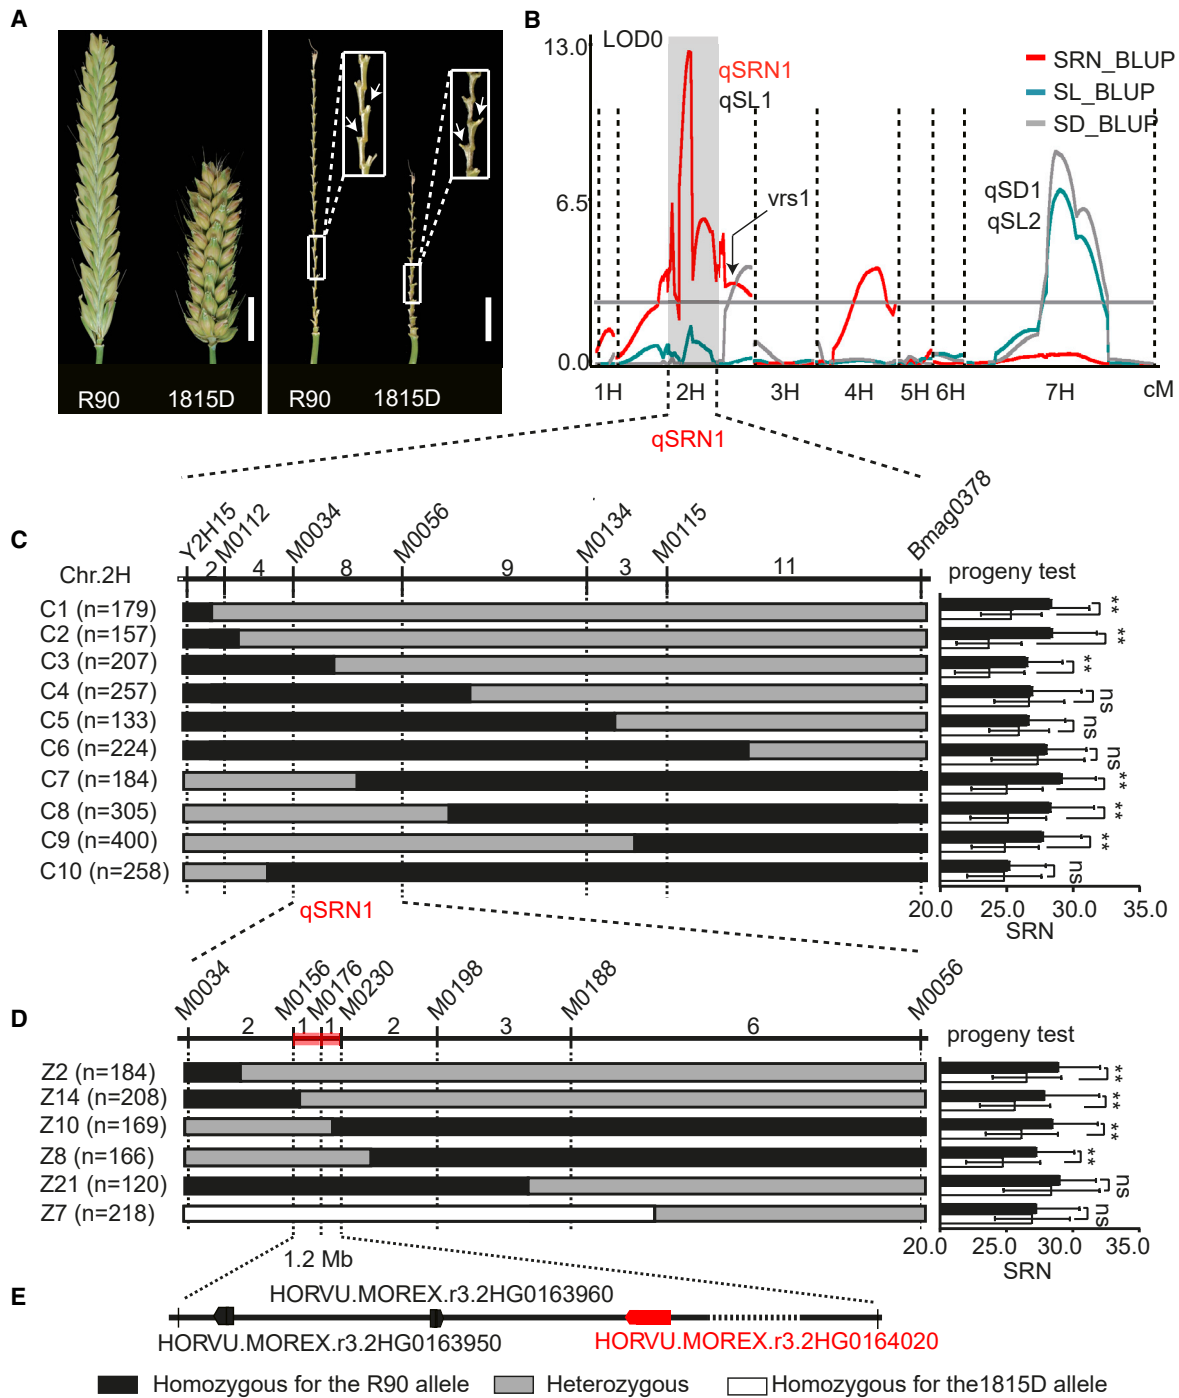 A
R90
1815D
R90
1815D
B
LOD0
13.0
6.5
0.0
qSRN1
qSL1
vrs1
qSD1
qSL2
SRN_BLUP
SL_BLUP
SD_BLUP
1H 2H 3H 4H 5H 6H 7H cM
qSRN1
C
Y2H15 M0112 M0034 M0056 M0134 M0115 Bmag0378
Chr.2H
2 4 8 9 3 11
progeny test
C1 (n=179) **
C2 (n=157) **
C3 (n=207) **
C4 (n=257) ns
C5 (n=133) ns
C6 (n=224) ns
C7 (n=184) **
C8 (n=305) **
C9 (n=400) **
C10 (n=258) ns
20.0 25.0 30.0 35.0
SRN
qSRN1
D
M0034 M0156 M0176 M0230 M0198 M0188 M0056
2 1 1 2 3 6
progeny test
Z2 (n=184) **
Z14 (n=208) **
Z10 (n=169) **
Z8 (n=166) **
Z21 (n=120) ns
Z7 (n=218) ns
20.0 25.0 30.0 35.0
SRN
1.2 Mb
E
HORVU.MOREX.r3.2HG0163960
HORVU.MOREX.r3.2HG0163950
HORVU.MOREX.r3.2HG0164020
Homozygous for the R90 allele
Heterozygous
Homozygous for the1815D allele